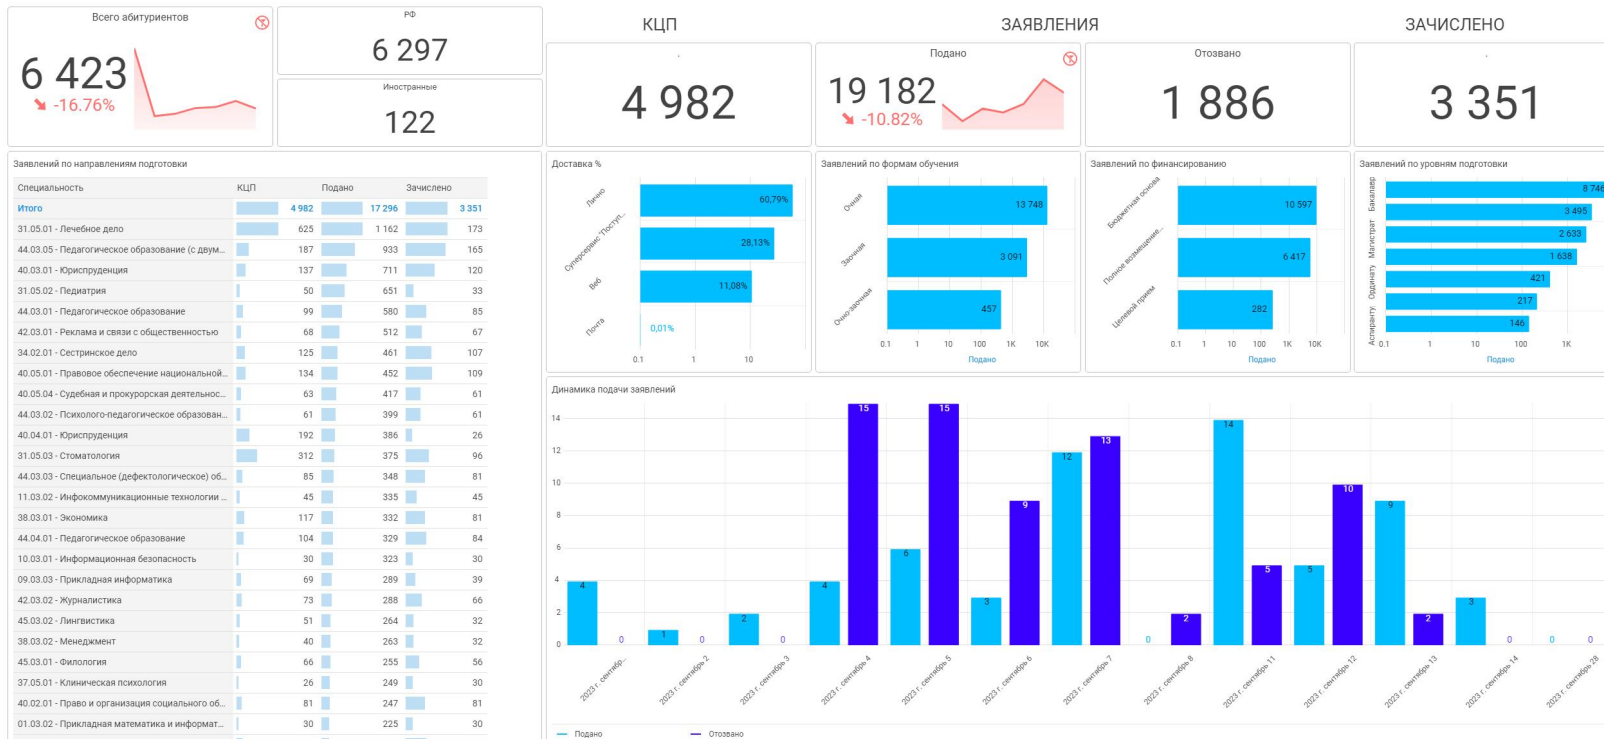 Всего абитуриентов
6 423
-16.76%
РФ
6 297
Иностранные
122
КЦП
4 982
ЗАЯВЛЕНИЯ
Подано
19 182
-10.82%
Отозвано
1 886
ЗАЧИСЛЕНО
3 351
Заявлений по направлениям подготовки
Специальность КЦП Подано Зачислено
Итого 4 982 17 296 3 351
31.05.01 - Лечебное дело 625 1 162 173
44.03.05 - Педагогическое образование (с двум... 187 933 165
40.03.01 - Юриспруденция 137 711 120
31.05.02 - Педиатрия 50 651 33
44.03.01 - Педагогическое образование 99 580 85
42.03.01 - Реклама и связи с общественностью 68 512 67
34.02.01 - Сестринское дело 125 461 107
40.05.01 - Правовое обеспечение национальной... 134 452 109
40.05.04 - Судебная и прокурорская деятельнос... 63 417 61
44.03.02 - Психолого-педагогическое образован... 61 399 61
40.04.01 - Юриспруденция 192 386 26
31.05.03 - Стоматология 312 375 96
44.03.03 - Специальное (дефектологическое) об... 85 348 81
11.03.02 - Инфокоммуникационные технологии ... 45 335 45
38.03.01 - Экономика 117 332 81
44.04.01 - Педагогическое образование 104 329 84
10.03.01 - Информационная безопасность 30 323 30
09.03.03 - Прикладная информатика 69 289 39
42.03.02 - Журналистика 73 288 66
45.03.02 - Лингвистика 51 264 32
38.03.02 - Менеджмент 40 263 32
45.03.01 - Филология 66 255 56
37.05.01 - Клиническая психология 26 249 30
40.02.01 - Право и организация социального об... 81 247 81
01.03.02 - Прикладная математика и информат... 30 225 30
Доставка %
Лично 60,79%
Суперсервис "Поступ... 28,13%
Веб 11,08%
Почта 0,01%
0.1 1 10
Заявлений по формам обучения
Очная 13 748
Заочная 3 091
Очно-заочная 457
0.1 1 10 100 1K 10K
Подано
Заявлений по финансированию
Бюджетная основа 10 597
Полное возмещение... 6 417
Целевой прием 282
0.1 1 10 100 1K 10K
Подано
Заявлений по уровням подготовки
Бакалавр 8 746
3 495
Магистрат 2 633
1 638
Ординату 421
217
Аспиранту 146
0.1 1 10 100 1K
Подано
Динамика подачи заявлений
14
12
10
8
6
4
2
0
4 0 1 0 2 0 4 15 6 15 3 9 12 13 0 2 14 5 5 10 9 2 3 0 0 0
2023 г. сентябр...
2023 г. сентябрь 2
2023 г. сентябрь 3
2023 г. сентябрь 4
2023 г. сентябрь 5
2023 г. сентябрь 6
2023 г. сентябрь 7
2023 г. сентябрь 8
2023 г. сентябрь 11
2023 г. сентябрь 12
2023 г. сентябрь 13
2023 г. сентябрь 14
2023 г. сентябрь 28
Подано Отозвано